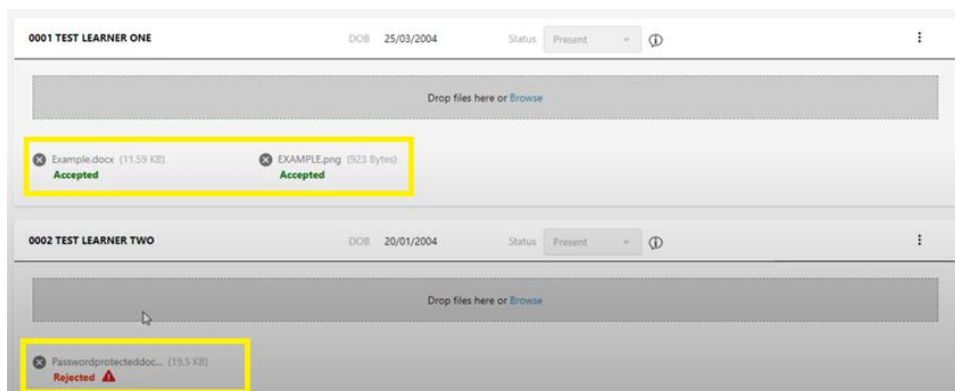 0001 TEST LEARNER ONE DOB 25/03/2004 Status Present
Drop files here or Browse
Example.docx (11.59 KB) EXAMPLE.png (923 Bytes)
Accepted Accepted
0002 TEST LEARNER TWO DOB 20/01/2004 Status Present
Drop files here or Browse
Passwordprotecteddoc... (19.5 KB)
Rejected